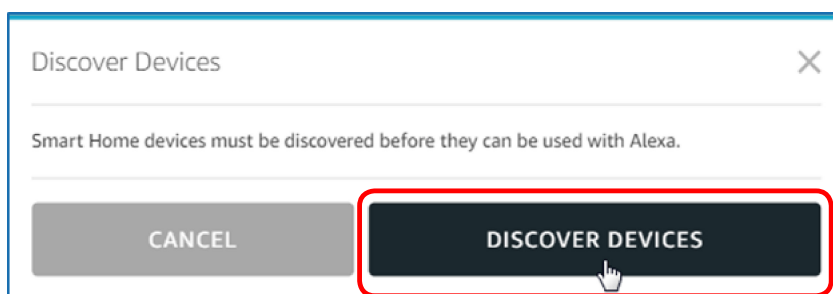 Discover Devices
Smart Home devices must be discovered before they can be used with Alexa.
CANCEL
DISCOVER DEVICES